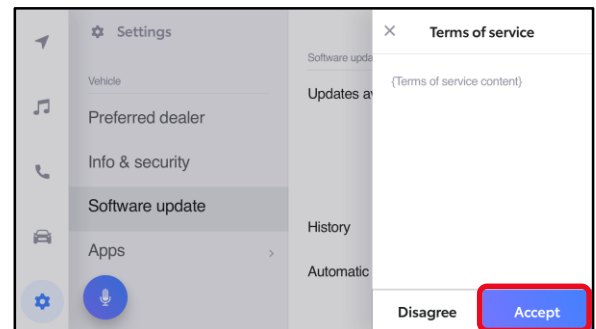 Settings
Vehicle
Preferred dealer
Info & security
Software update
Apps
Software upda
Updates av
History
Automatic
Terms of service
{Terms of service content}
Disagree
Accept